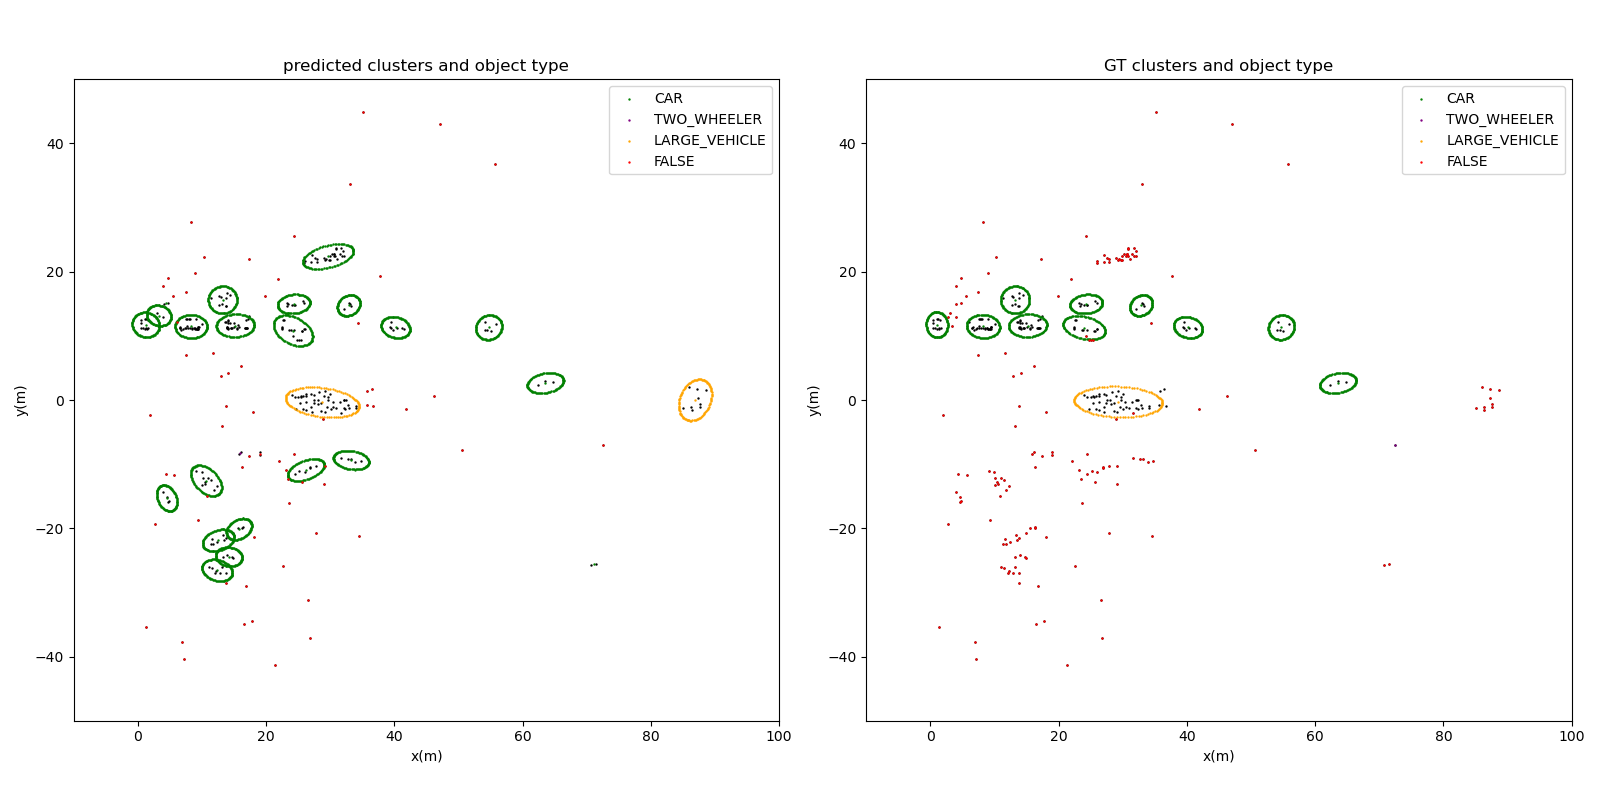 predicted clusters and object type
CAR
TWO_WHEELER
LARGE_VEHICLE
FALSE
40
20
0
−20
−40
y(m)
0
20
40
60
80
100
x(m)
GT clusters and object type
CAR
TWO_WHEELER
LARGE_VEHICLE
FALSE
40
20
0
−20
−40
y(m)
0
20
40
60
80
100
x(m)